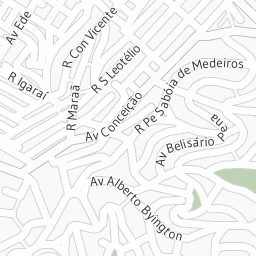 Av Ede
R Con Vicente
R S Leotélio
R Igaraí
R Maraã
Av Conceição
R Pe Sabóia de Medeiros
Av Belisário Pena
Av Alberto Byington